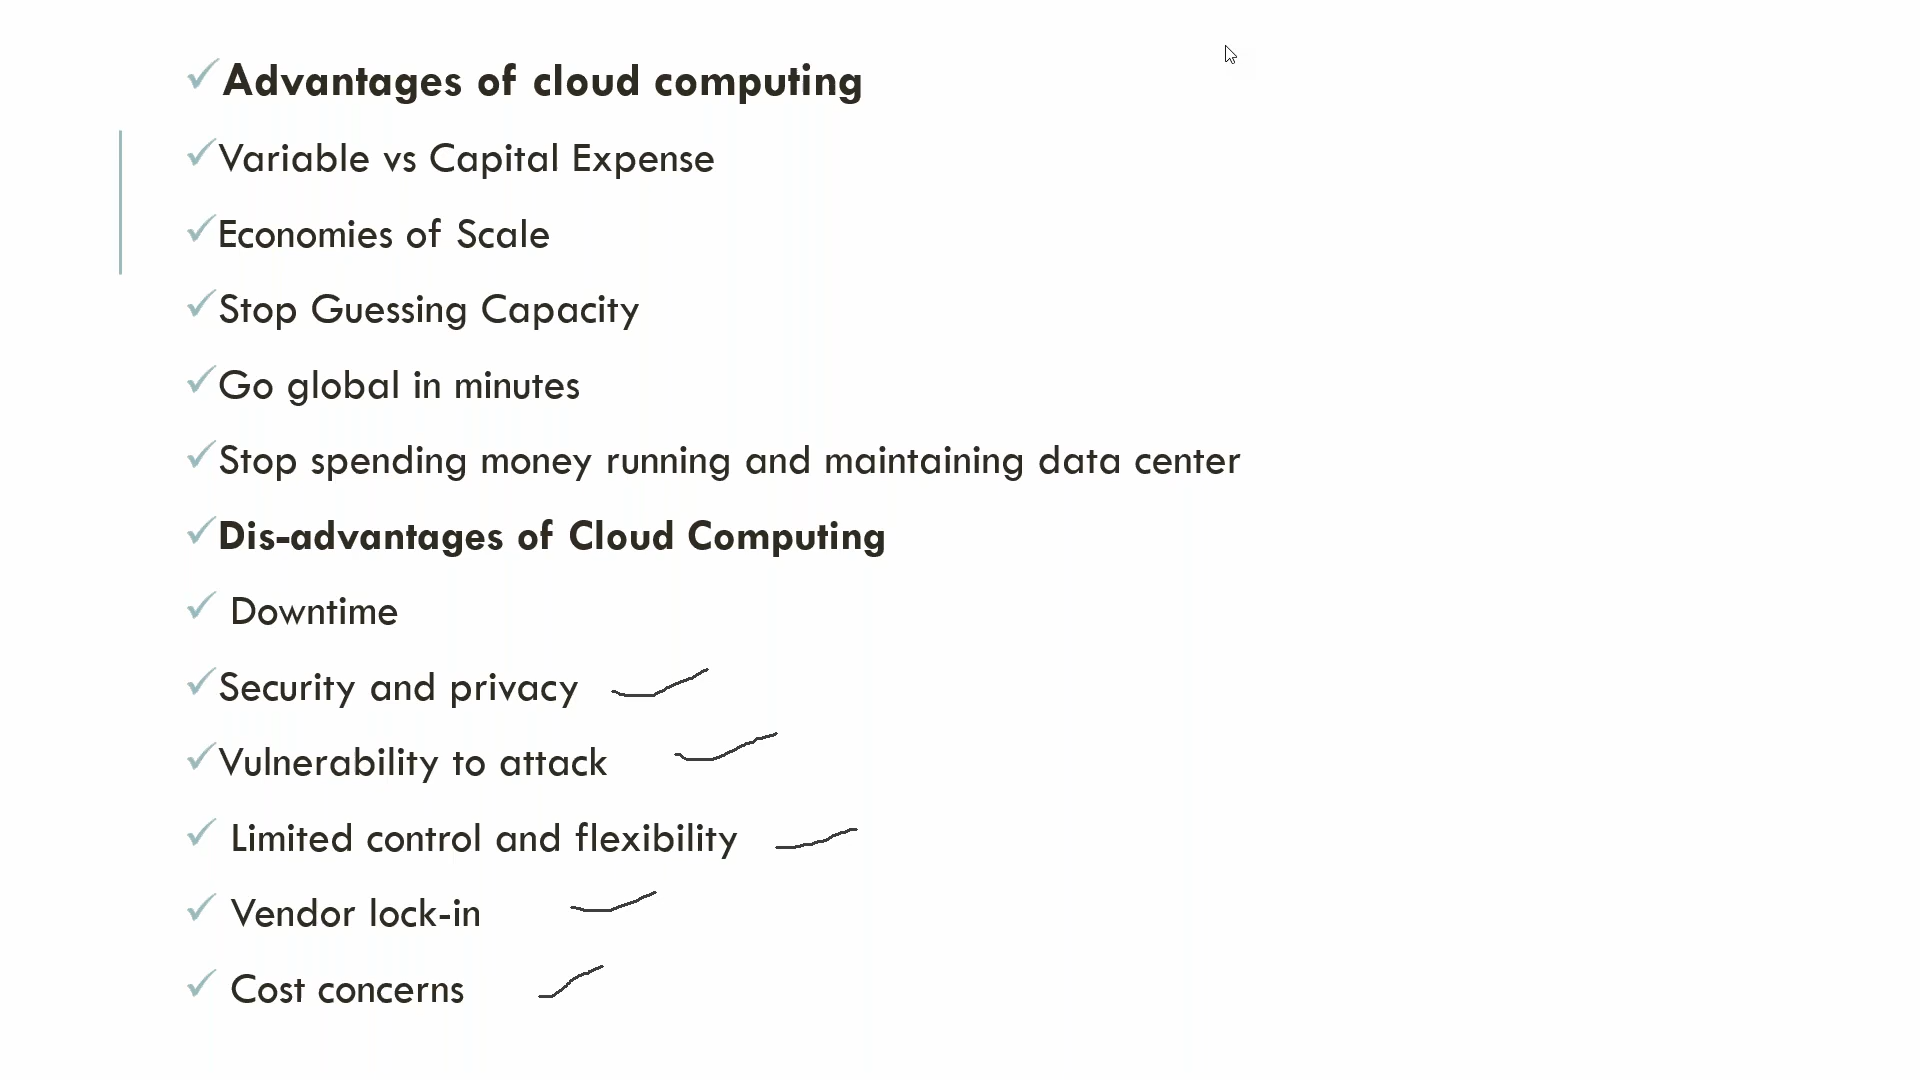 Advantages of cloud computing
Variable vs Capital Expense
Economies of Scale
Stop Guessing Capacity
Go global in minutes
Stop spending money running and maintaining data center
Dis-advantages of Cloud Computing
Downtime
Security and privacy
Vulnerability to attack
Limited control and flexibility
Vendor lock-in
Cost concerns